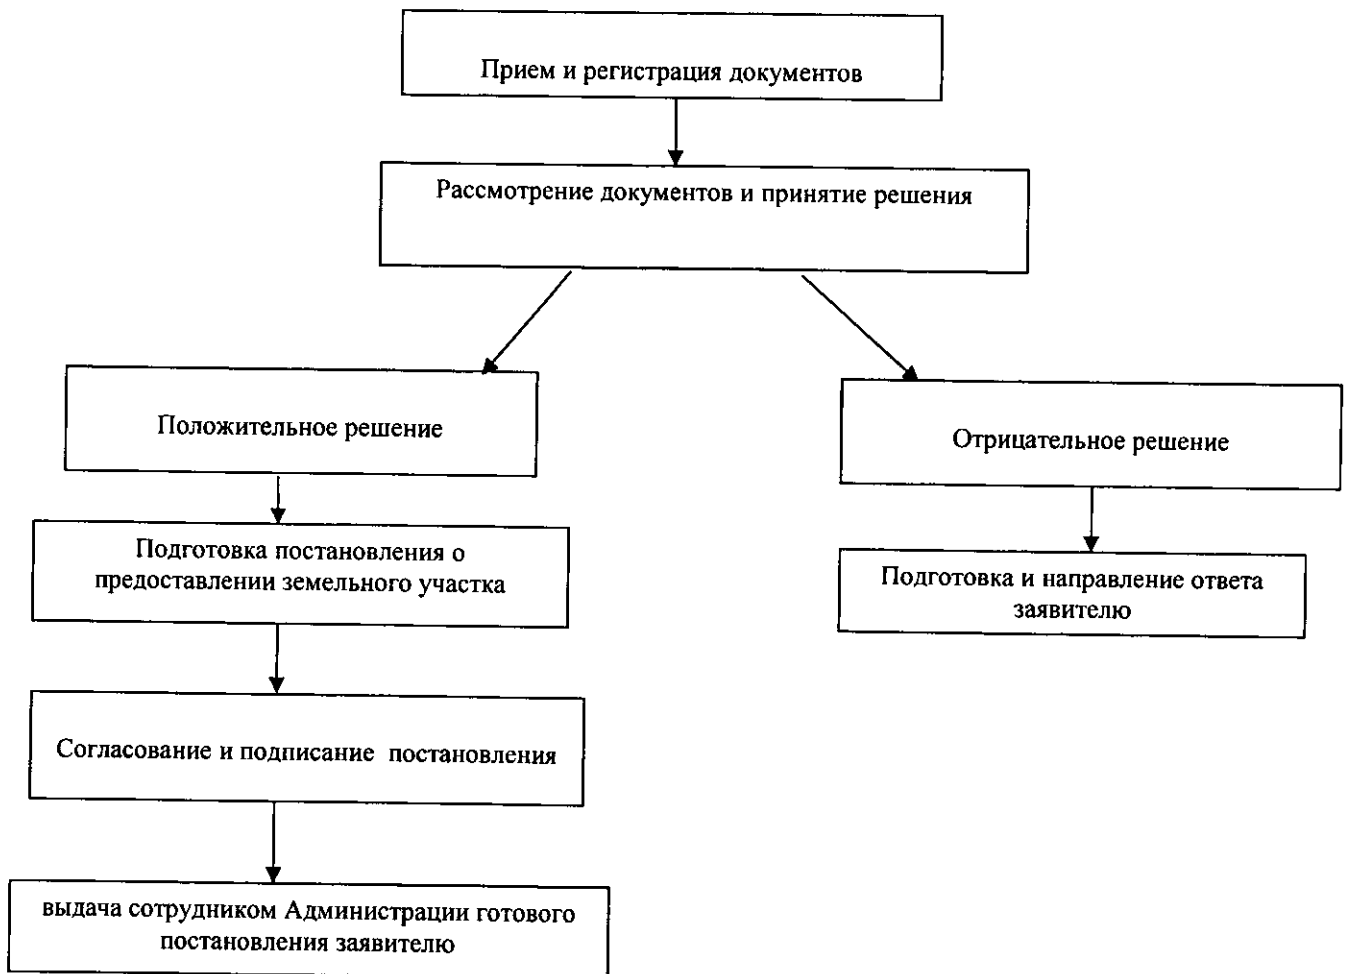 Прием и регистрация документов
Рассмотрение документов и принятие решения
Положительное решение
Отрицательное решение
Подготовка постановления о
предоставлении земельного участка
Подготовка и направление ответа
заявителю
Согласование и подписание постановления
выдача сотрудником Администрации готового
постановления заявителю